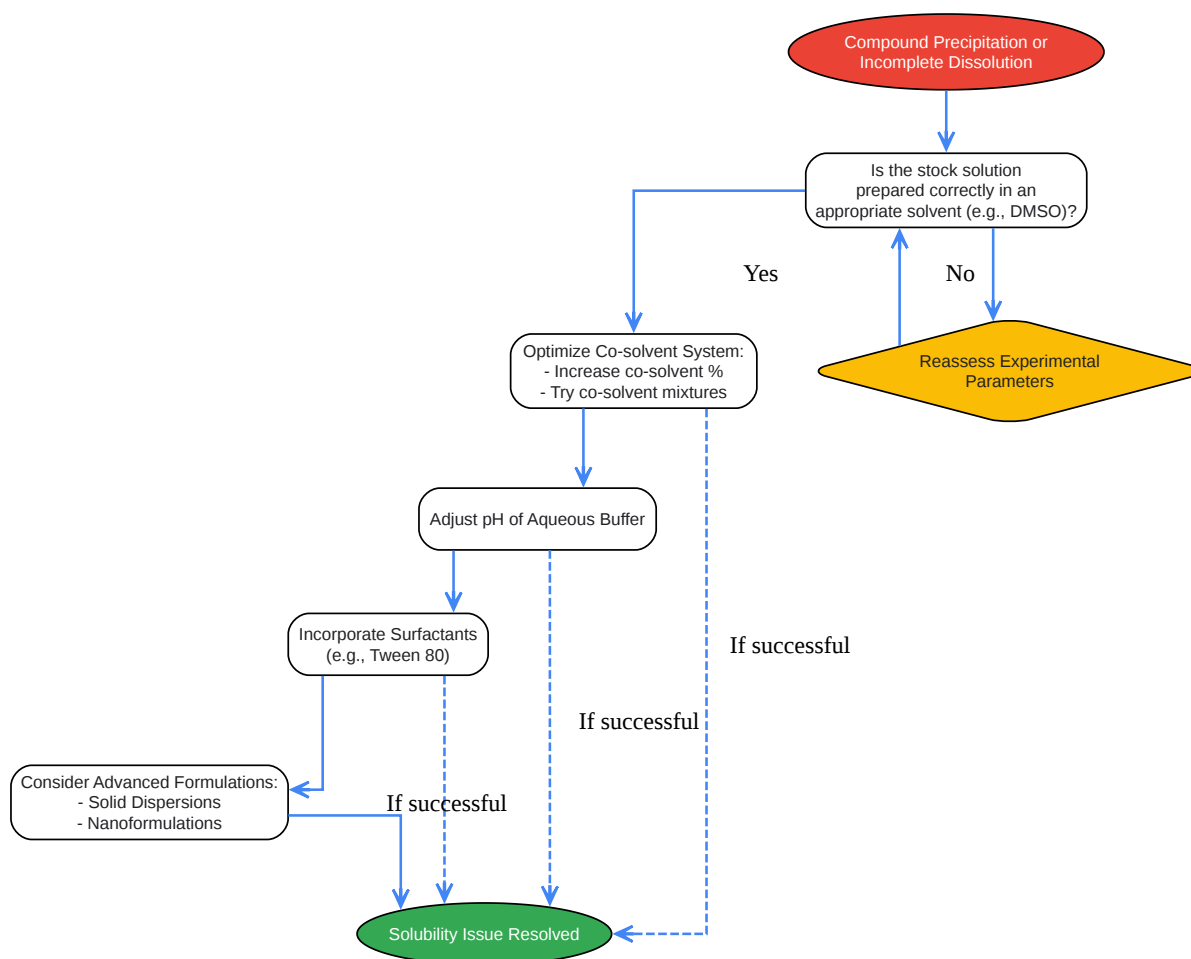 Compound Precipitation or
Incomplete Dissolution
Is the stock solution
prepared correctly in an
appropriate solvent (e.g., DMSO)?
Yes
No
Optimize Co-solvent System:
- Increase co-solvent %
- Try co-solvent mixtures
Reassess Experimental
Parameters
Adjust pH of Aqueous Buffer
Incorporate Surfactants
(e.g., Tween 80)
If successful
If successful
Consider Advanced Formulations:
- Solid Dispersions
- Nanoformulations
If successful
Solubility Issue Resolved